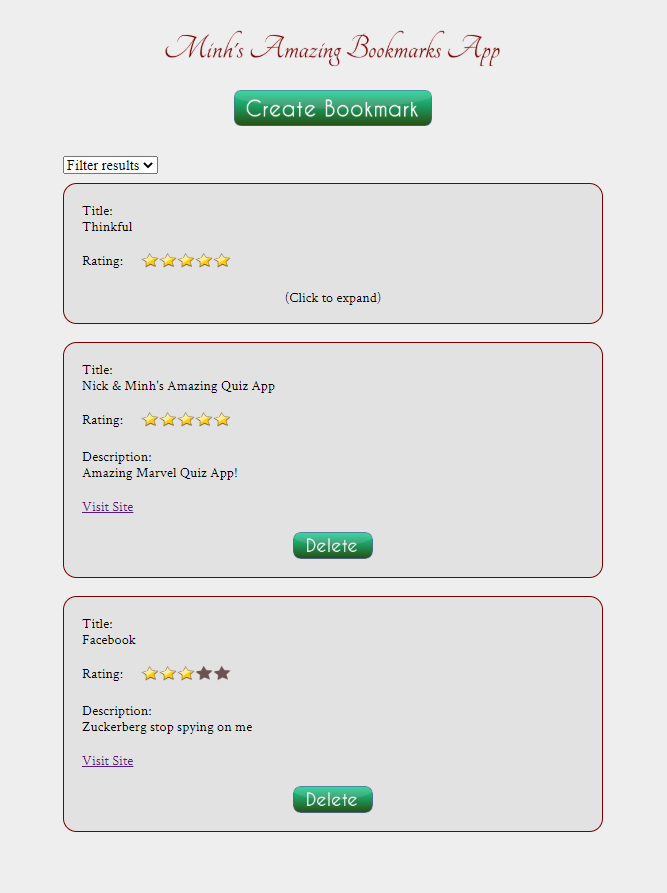 Minh's Amazing Bookmarks App
Create Bookmark
Filter results
Title:
Thinkful
Rating:
(Click to expand)
Title:
Nick & Minh's Amazing Quiz App
Rating:
Description:
Amazing Marvel Quiz App!
Visit Site
Delete
Title:
Facebook
Rating:
Description:
Zuckerberg stop spying on me
Visit Site
Delete